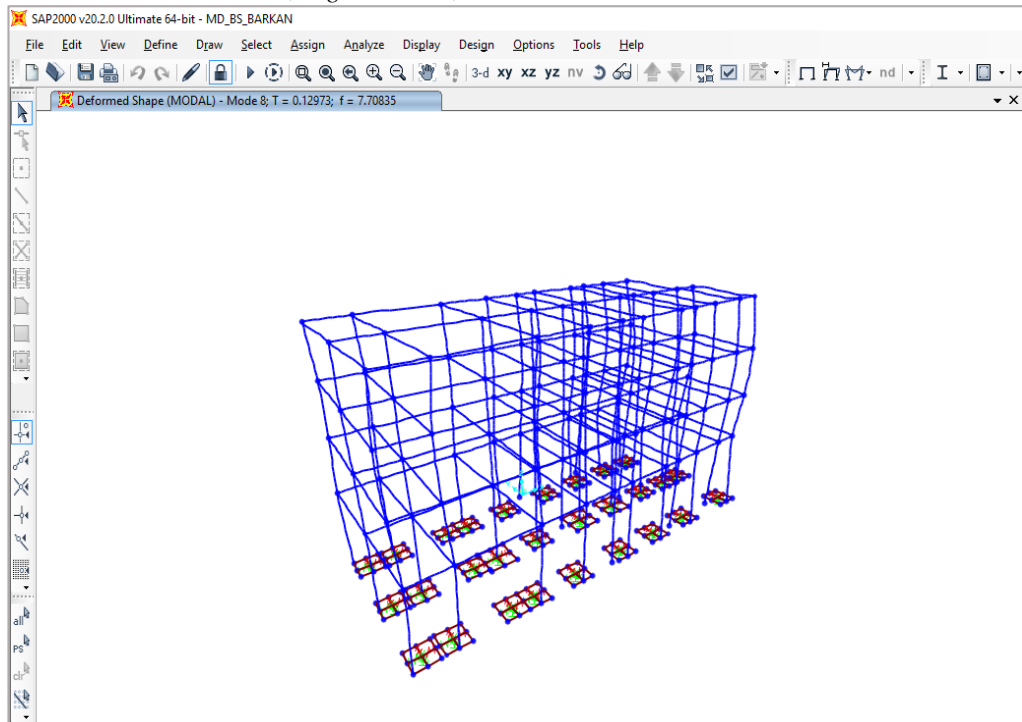 SAP2000 v20.2.0 Ultimate 64-bit - MD_BS_BARKAN
File Edit View Define Draw Select Assign Analyze Display Design Options Tools Help
3-d xy xz yz nv nd
Deformed Shape (MODAL) - Mode 8; T = 0.12973; f = 7.70835
all
PS
clr